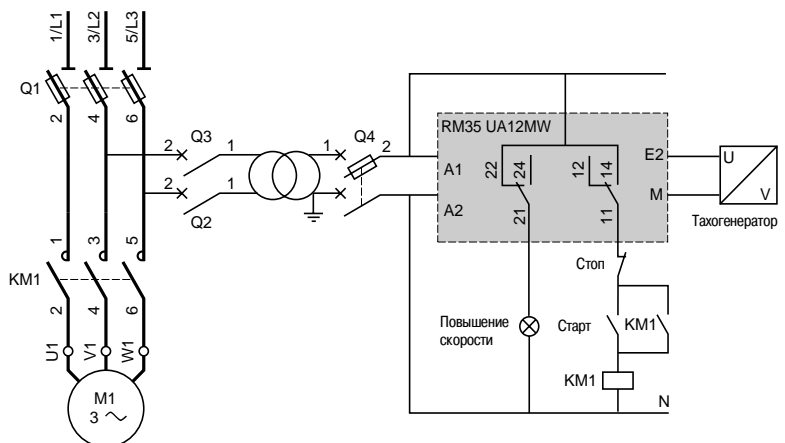 1/L1
3/L2
5/L3
Q1
2
4
6
2
Q3
1
2
1
Q2
1
Q4
2
RM35 UA12MW
A1
A2
22
24
21
12
14
11
E2
M
U
V
Тахогенератор
1
3
5
KM1
2
4
6
U1
V1
W1
M1
3
Стоп
Повышение
скорости
Старт
KM1
KM1
N